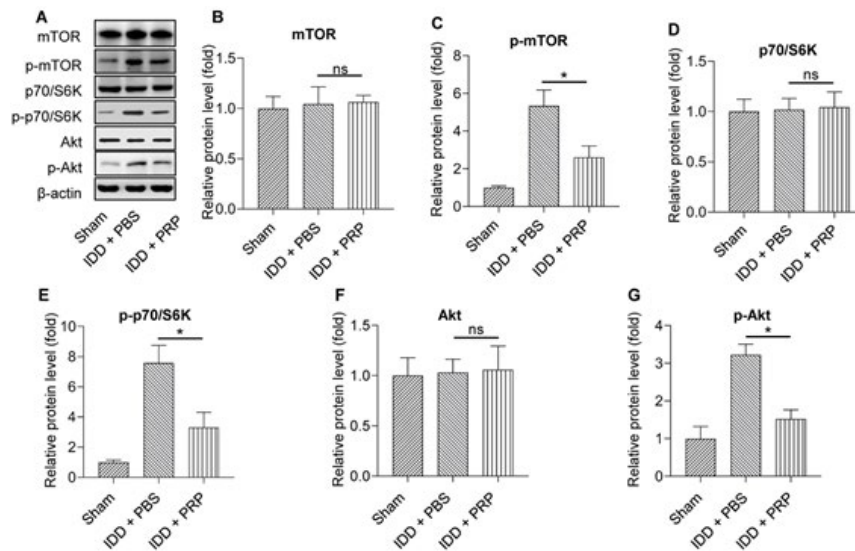 A
mTOR
p-mTOR
p70/S6K
p-p70/S6K
Akt
p-Akt
β-actin
Sham
IDD + PBS
IDD + PRP
B
mTOR
Relative protein level (fold)
1.5
1.0
0.5
0.0
ns
Sham
IDD + PBS
IDD + PRP
C
p-mTOR
Relative protein level (fold)
8
6
4
2
0
*
Sham
IDD + PBS
IDD + PRP
D
p70/S6K
Relative protein level (fold)
1.5
1.0
0.5
0.0
ns
Sham
IDD + PBS
IDD + PRP
E
p-p70/S6K
Relative protein level (fold)
10
8
6
4
2
0
*
Sham
IDD + PBS
IDD + PRP
F
Akt
Relative protein level (fold)
1.5
1.0
0.5
0.0
ns
Sham
IDD + PBS
IDD + PRP
G
p-Akt
Relative protein level (fold)
4
3
2
1
0
*
Sham
IDD + PBS
IDD + PRP